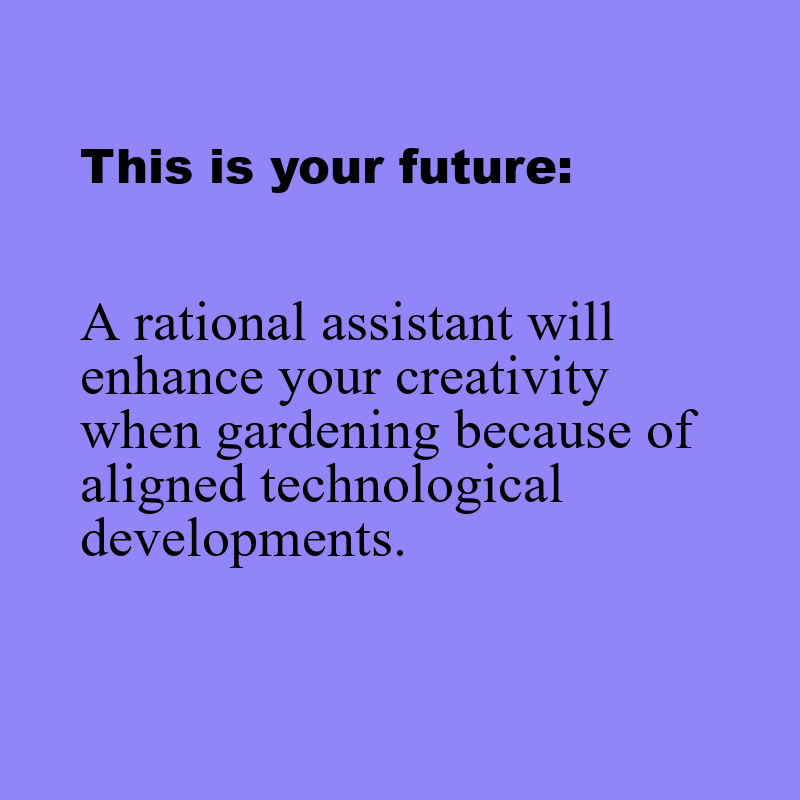 This is your future:
A rational assistant will
enhance your creativity
when gardening because of
aligned technological
developments.